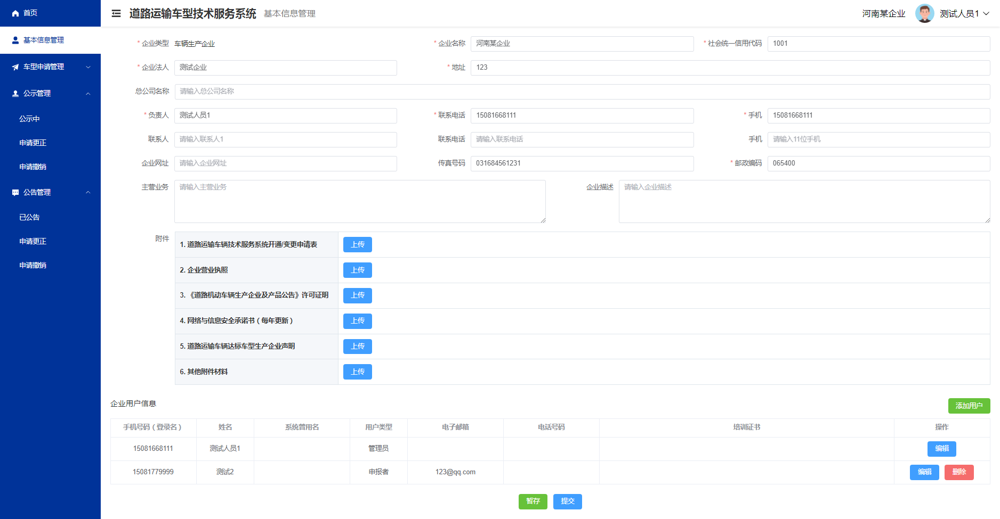 首页
基本信息管理
车型申请管理
公示管理
公示中
申请更正
申请撤销
公告管理
已公告
申请更正
申请撤销
道路运输车型技术服务系统 基本信息管理 河南某企业 测试人员1
* 企业类型 车辆生产企业 * 企业名称 河南某企业 * 社会统一信用代码 1001
* 企业法人 测试企业 * 地址 123
总公司名称 请输入总公司名称
* 负责人 测试人员1 * 联系电话 15081668111 * 手机 15081668111
联系人 请输入联系人1 联系电话 请输入联系电话 手机 请输入11位手机
企业网址 请输入企业网址 传真号码 031684561231 * 邮政编码 065400
主营业务 请输入主营业务 企业描述 请输入企业描述
附件 1. 道路运输车辆技术服务系统开通/变更申请表 上传
2. 企业营业执照 上传
3. 《道路机动车辆生产企业及产品公告》许可证明 上传
4. 网络与信息安全承诺书（每年更新） 上传
5. 道路运输车辆达标车型生产企业声明 上传
6. 其他附件材料 上传
企业用户信息 添加用户
手机号码（登录名） 姓名 系统曾用名 用户类型 电子邮箱 电话号码 培训证书 操作
15081668111 测试人员1 管理员 编辑
15081779999 测试2 申报者 123@qq.com 编辑 删除
暂存 提交